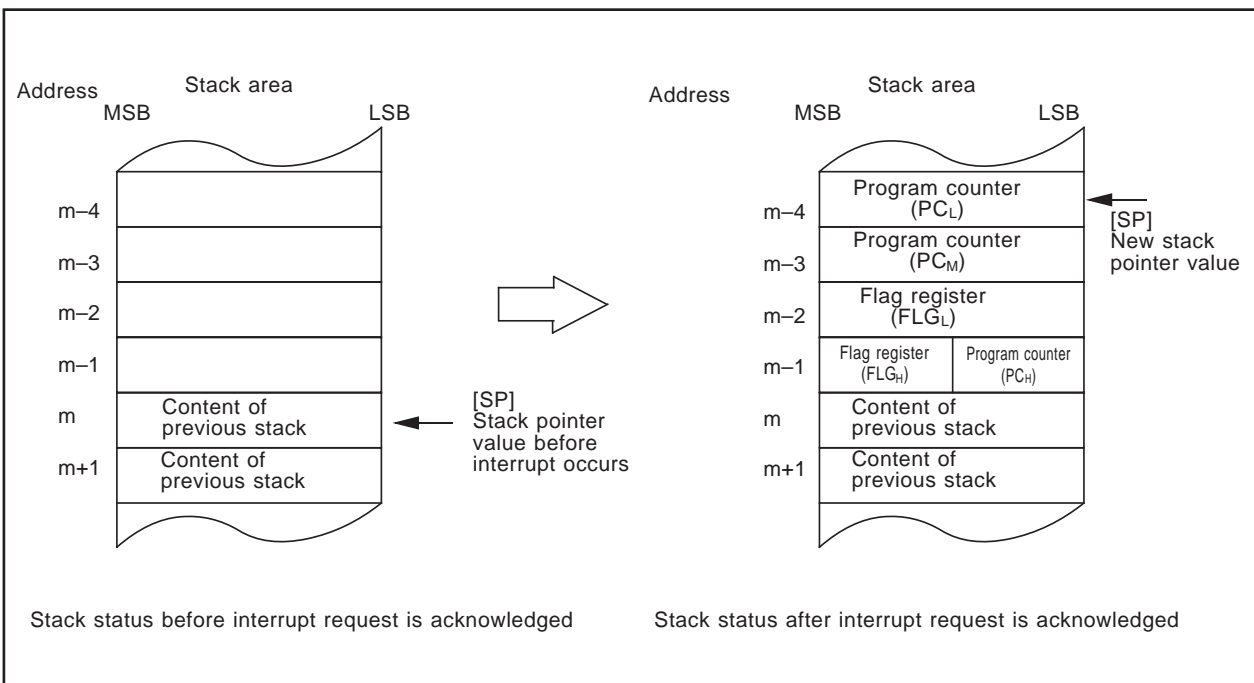 Address
Stack area
MSB
LSB
m–4
m–3
m–2
m–1
m
Content of
previous stack
m+1
Content of
previous stack
[SP]
Stack pointer
value before
interrupt occurs
Stack status before interrupt request is acknowledged
Address
Stack area
MSB
LSB
m–4
Program counter
(PCL)
[SP]
New stack
pointer value
m–3
Program counter
(PCM)
m–2
Flag register
(FLGL)
m–1
Flag register
(FLGH)
Program counter
(PCH)
m
Content of
previous stack
m+1
Content of
previous stack
Stack status after interrupt request is acknowledged